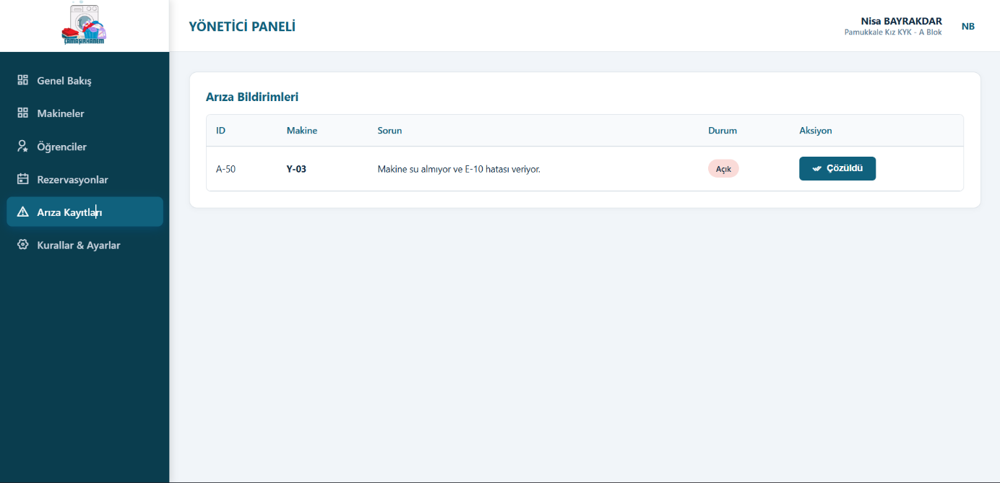 ÇAMAŞIRHANEM
YÖNETİCİ PANELİ
Nisa BAYRAKDAR
Pamukkale Kız KYK - A Blok
NB
Genel Bakış
Makineler
Öğrenciler
Rezervasyonlar
Arıza Kayıtları
Kurallar & Ayarlar
Arıza Bildirimleri
ID Makine Sorun Durum Aksiyon
A-50 Y-03 Makine su almıyor ve E-10 hatası veriyor. Açık Çözüldü